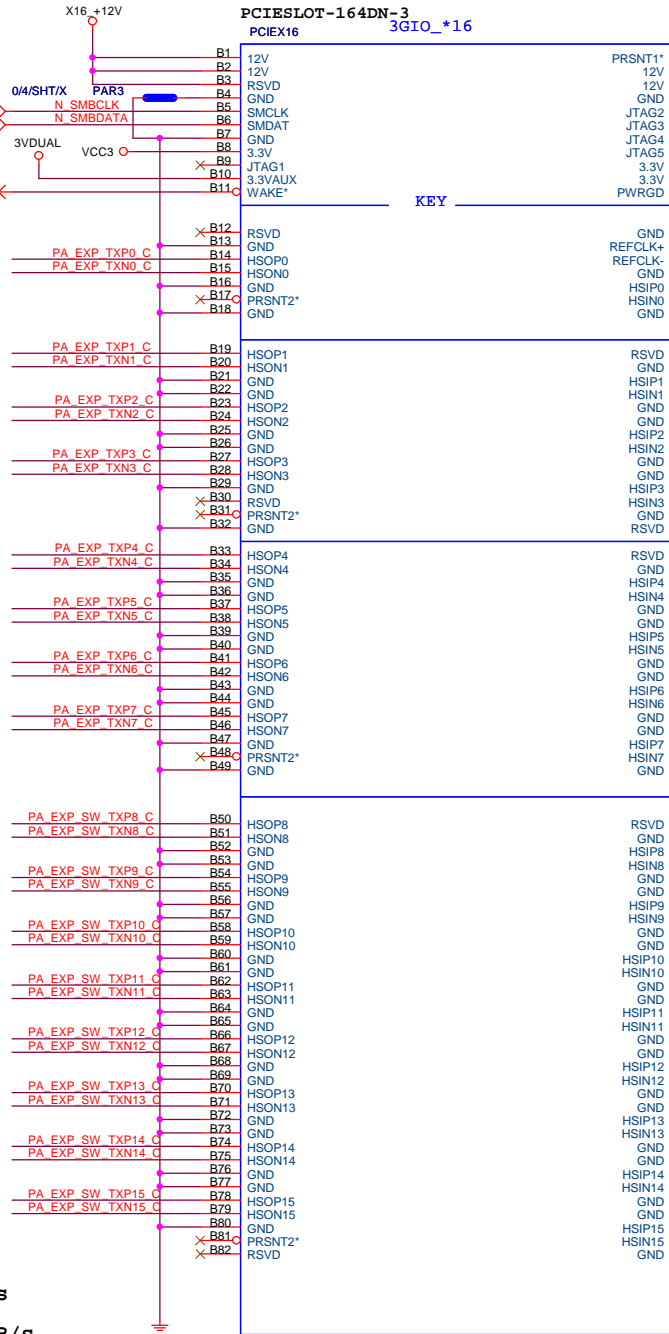 X16_+12V
PCIESLOT-164DN-3
PCIEX16 3GIO_*16
B1 12V PRSNT1*
B2 12V 12V
B3 RSVD 12V
0/4/SHT/X PAR3 B4 GND GND
N_SMBCLK B5 SMCLK JTAG2
N_SMBDATA B6 SMDAT JTAG3
B7 GND JTAG4
3VDUAL VCC3 B8 3.3V JTAG5
B9 JTAG1 3.3V
B10 3.3VAUX 3.3V
B11 WAKE* PWRGD
KEY
B12 RSVD GND
B13 GND REFCLK+
PA_EXP_TXP0_C B14 HSOP0 REFCLK-
PA_EXP_TXN0_C B15 HSON0 GND
B16 GND HSIP0
B17 PRSNT2* HSIN0
B18 GND GND
PA_EXP_TXP1_C B19 HSOP1 RSVD
PA_EXP_TXN1_C B20 HSON1 GND
B21 GND HSIP1
B22 GND HSIN1
PA_EXP_TXP2_C B23 HSOP2 GND
PA_EXP_TXN2_C B24 HSON2 GND
B25 GND HSIP2
B26 GND HSIN2
PA_EXP_TXP3_C B27 HSOP3 GND
PA_EXP_TXN3_C B28 HSON3 GND
B29 GND HSIP3
B30 RSVD HSIN3
B31 PRSNT2* GND
B32 GND RSVD
PA_EXP_TXP4_C B33 HSOP4 RSVD
PA_EXP_TXN4_C B34 HSON4 GND
B35 GND HSIP4
B36 GND HSIN4
PA_EXP_TXP5_C B37 HSOP5 GND
PA_EXP_TXN5_C B38 HSON5 GND
B39 GND HSIP5
B40 GND HSIN5
PA_EXP_TXP6_C B41 HSOP6 GND
PA_EXP_TXN6_C B42 HSON6 GND
B43 GND HSIP6
B44 GND HSIN6
PA_EXP_TXP7_C B45 HSOP7 GND
PA_EXP_TXN7_C B46 HSON7 GND
B47 GND HSIP7
B48 PRSNT2* HSIN7
B49 GND GND
PA_EXP_SW_TXP8_C B50 HSOP8 RSVD
PA_EXP_SW_TXN8_C B51 HSON8 GND
B52 GND HSIP8
B53 GND HSIN8
PA_EXP_SW_TXP9_C B54 HSOP9 GND
PA_EXP_SW_TXN9_C B55 HSON9 GND
B56 GND HSIP9
B57 GND HSIN9
PA_EXP_SW_TXP10_C B58 HSOP10 GND
PA_EXP_SW_TXN10_C B59 HSON10 GND
B60 GND HSIP10
B61 GND HSIN10
PA_EXP_SW_TXP11_C B62 HSOP11 GND
PA_EXP_SW_TXN11_C B63 HSON11 GND
B64 GND HSIP11
B65 GND HSIN11
PA_EXP_SW_TXP12_C B66 HSOP12 GND
PA_EXP_SW_TXN12_C B67 HSON12 GND
B68 GND HSIP12
B69 GND HSIN12
PA_EXP_SW_TXP13_C B70 HSOP13 GND
PA_EXP_SW_TXN13_C B71 HSON13 GND
B72 GND HSIP13
B73 GND HSIN13
PA_EXP_SW_TXP14_C B74 HSOP14 GND
PA_EXP_SW_TXN14_C B75 HSON14 GND
B76 GND HSIP14
B77 GND HSIN14
PA_EXP_SW_TXP15_C B78 HSOP15 GND
PA_EXP_SW_TXN15_C B79 HSON15 GND
B80 GND HSIP15
B81 PRSNT2* HSIN15
B82 RSVD GND
s